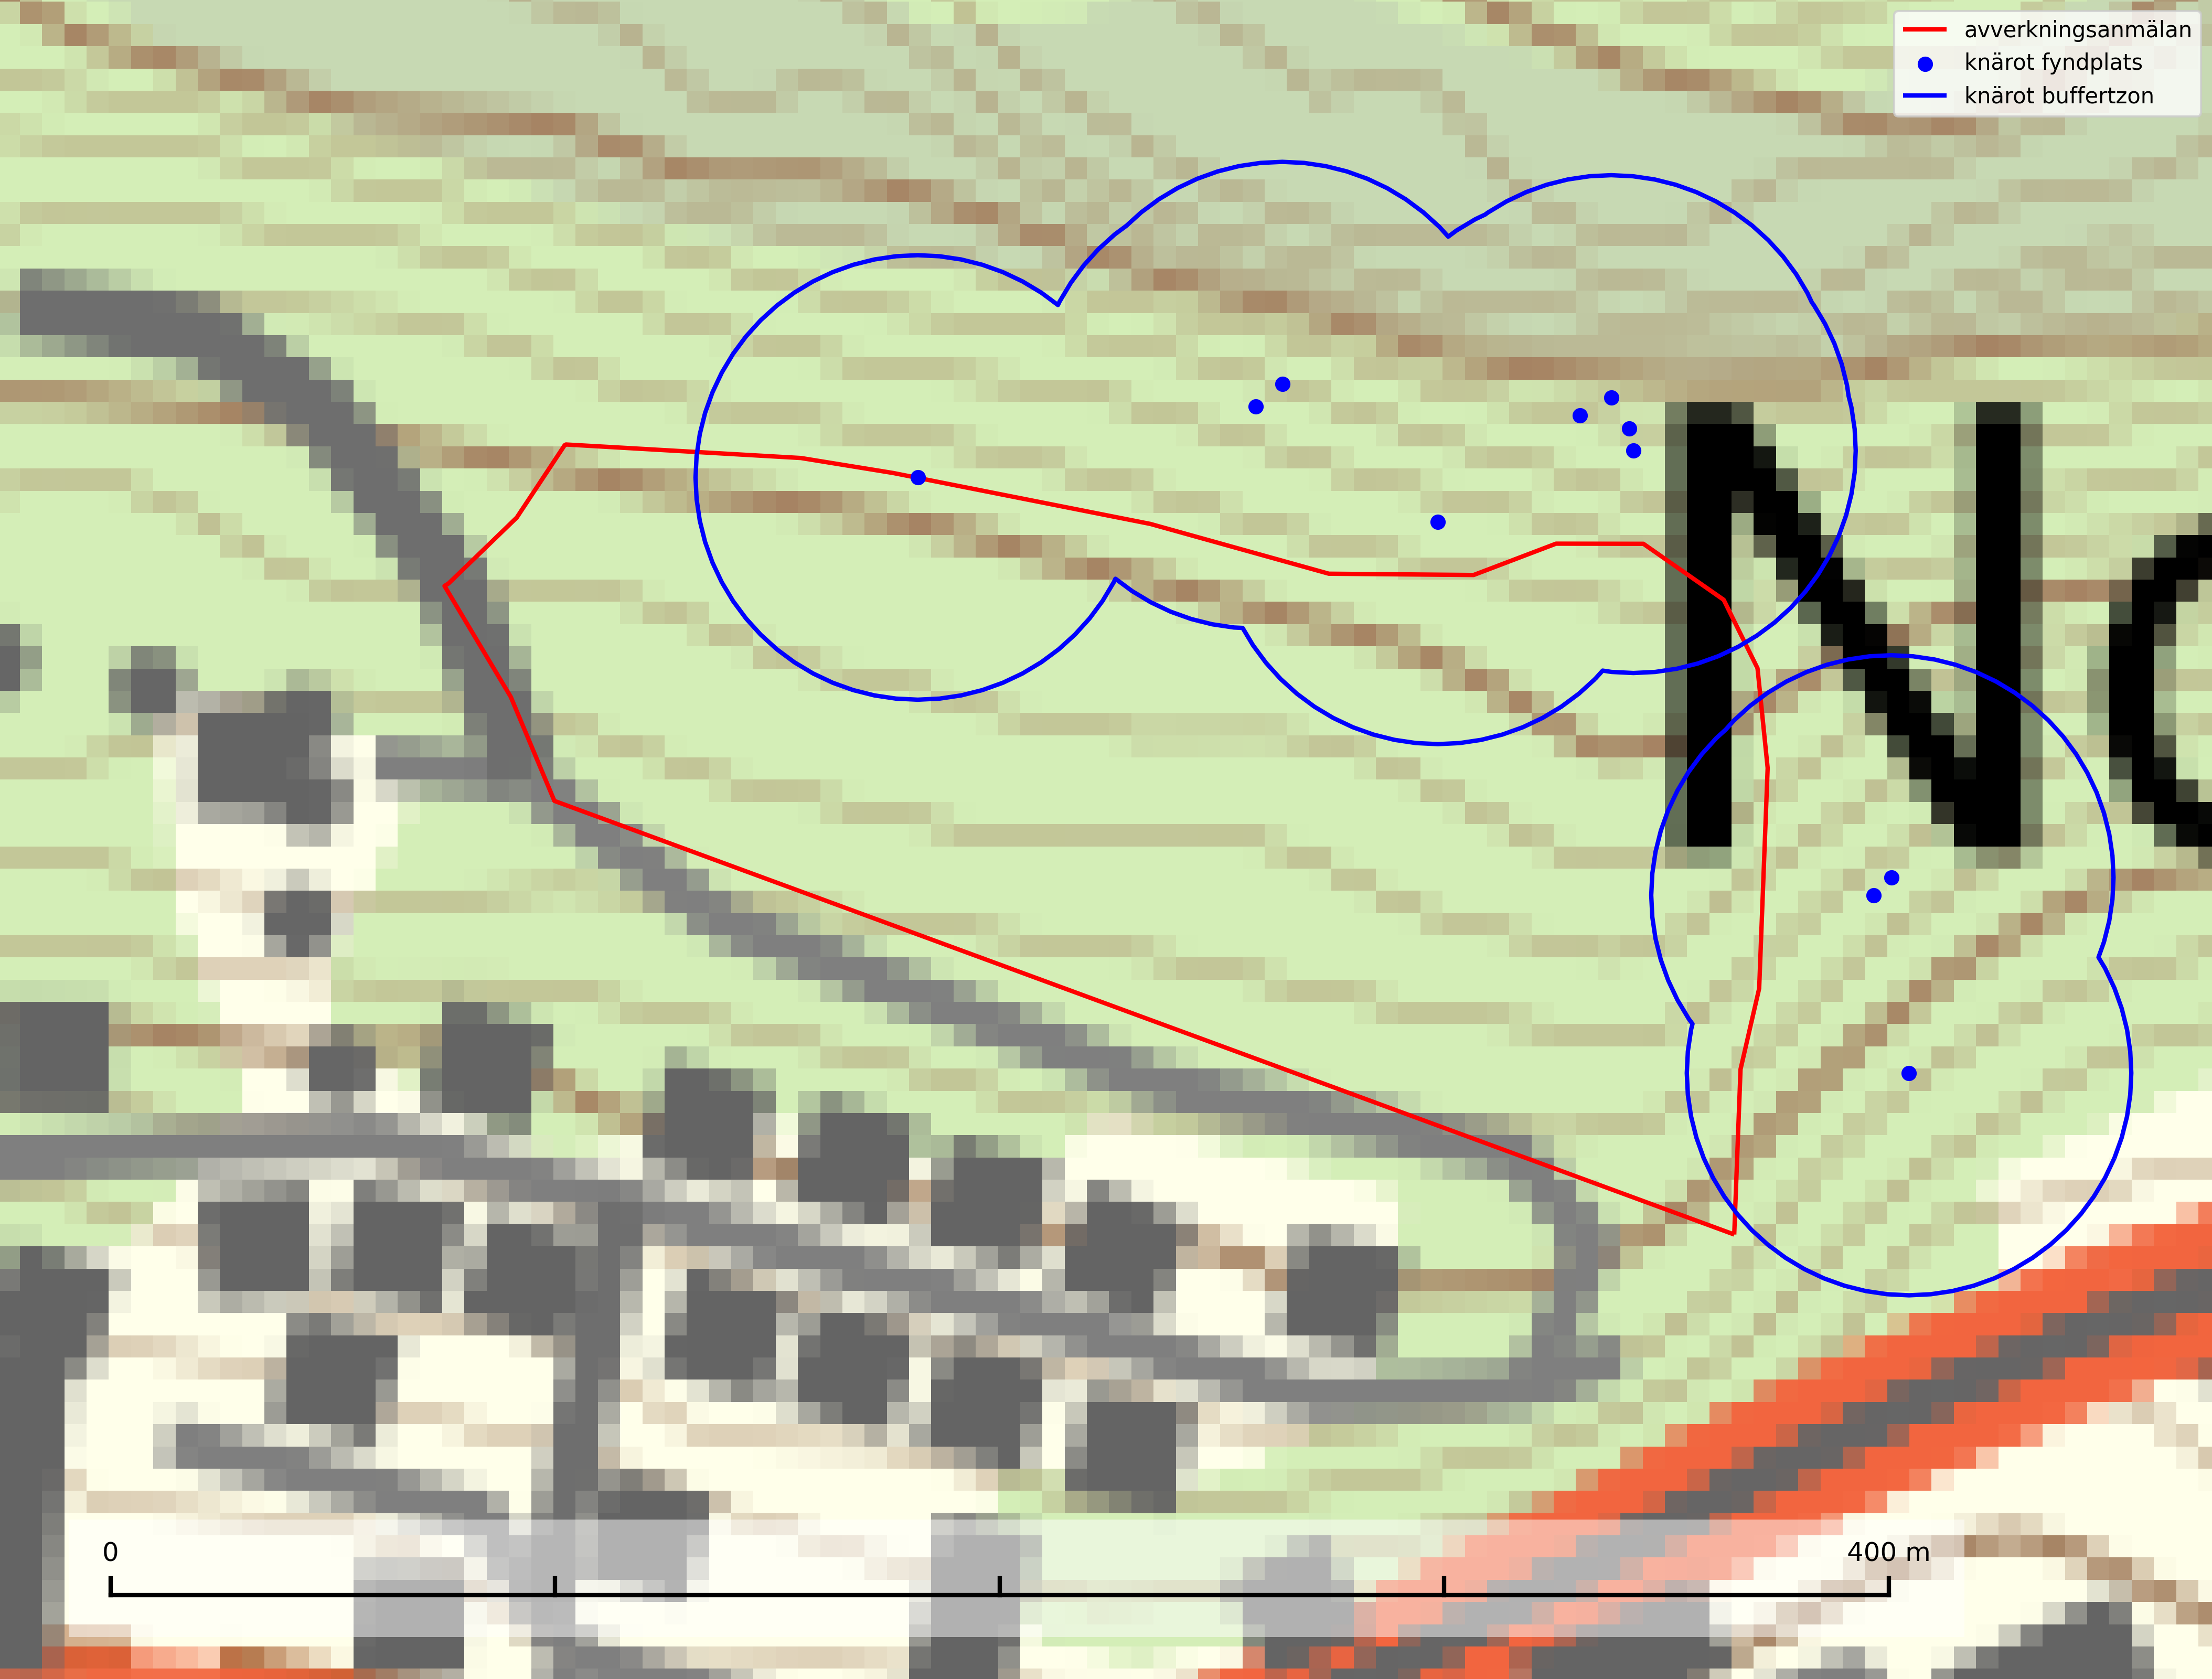 avverkningsanmälan
knärot fyndplats
knärot buffertzon
N
0
400 m